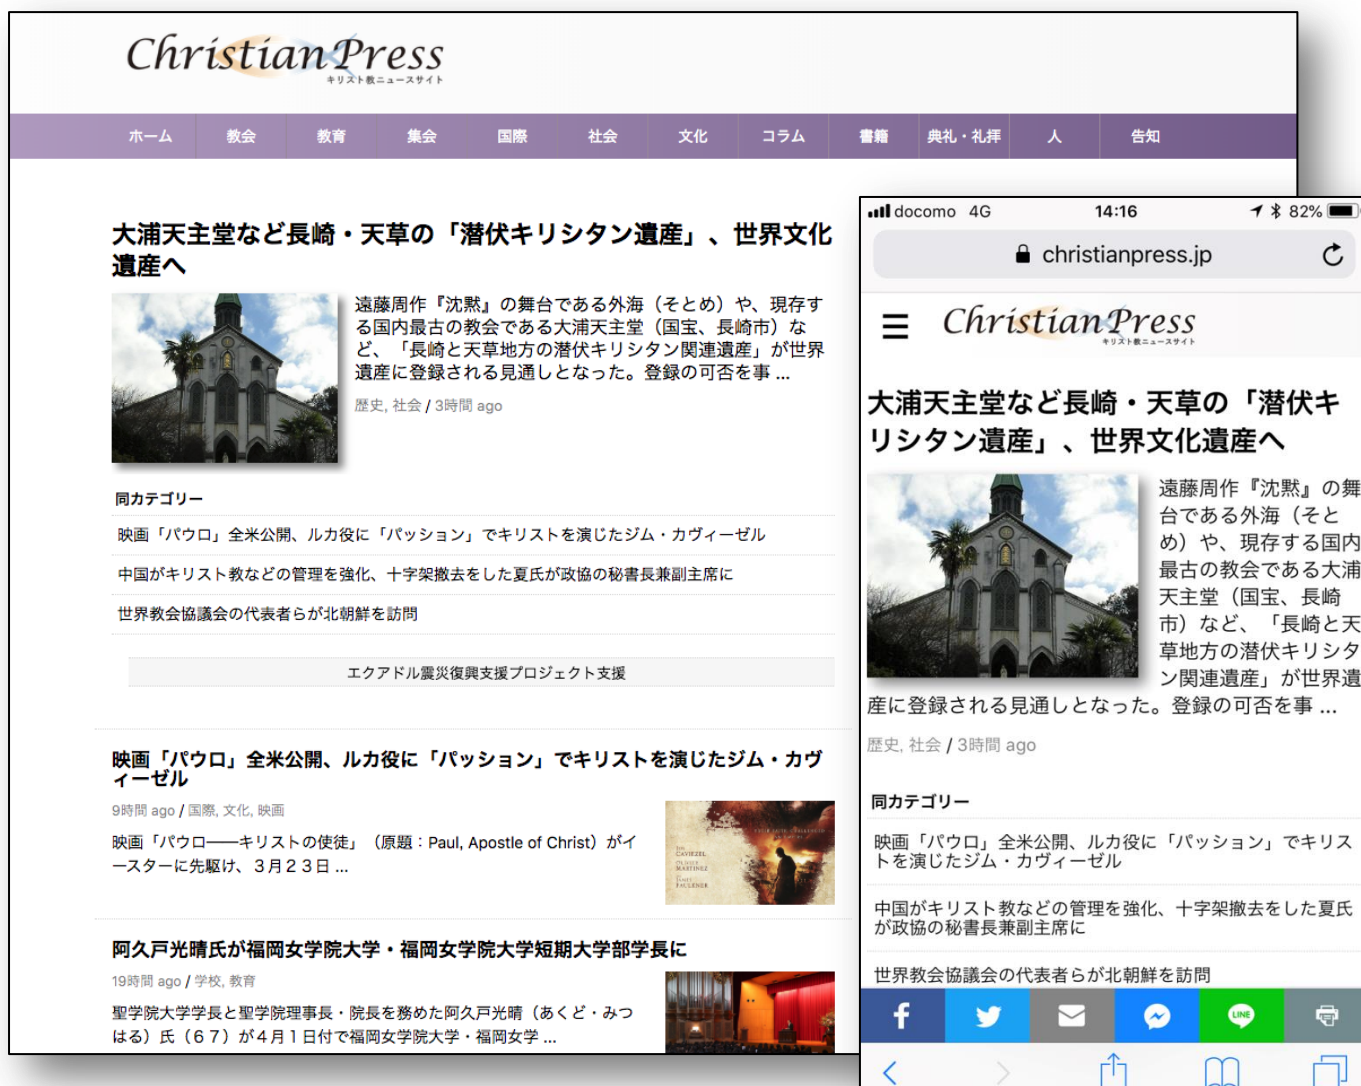 ChristianPress
キリスト教ニュースサイト
ホーム 教会 教育 集会 国際 社会 文化 コラム 書籍 典礼・礼拝 人 告知
大浦天主堂など長崎・天草の「潜伏キリシタン遺産」、世界文化
遺産へ
遠藤周作『沈黙』の舞台である外海（そとめ）や、現存す
る国内最古の教会である大浦天主堂（国宝、長崎市）な
ど、「長崎と天草地方の潜伏キリシタン関連遺産」が世界
遺産に登録される見通しとなった。登録の可否を事 ...
歴史, 社会 / 3時間 ago
同カテゴリー
映画「パウロ」全米公開、ルカ役に「パッション」でキリストを演じたジム・カヴィーゼル
中国がキリスト教などの管理を強化、十字架撤去をした夏氏が政協の秘書長兼副主席に
世界教会協議会の代表者らが北朝鮮を訪問
エクアドル震災復興支援プロジェクト支援
映画「パウロ」全米公開、ルカ役に「パッション」でキリストを演じたジム・カヴ
ィーゼル
9時間 ago / 国際, 文化, 映画
映画「パウロ――キリストの使徒」（原題：Paul, Apostle of Christ）がイ
ースターに先駆け、３月２３日 ...
CAVIEZEL
MARTINEZ
FAULKNER
阿久戸光晴氏が福岡女学院大学・福岡女学院大学短期大学部学長に
19時間 ago / 学校, 教育
聖学院大学学長と聖学院理事長・院長を務めた阿久戸光晴（あくど・みつ
はる）氏（６７）が４月１日付で福岡女学院大学・福岡女学 ...
docomo 4G 14:16 82%
christianpress.jp
ChristianPress
キリスト教ニュースサイト
大浦天主堂など長崎・天草の「潜伏キ
リシタン遺産」、世界文化遺産へ
遠藤周作『沈黙』の舞
台である外海（そと
め）や、現存する国内
最古の教会である大浦
天主堂（国宝、長崎
市）など、「長崎と天
草地方の潜伏キリシタ
ン関連遺産」が世界遺
産に登録される見通しとなった。登録の可否を事 ...
歴史, 社会 / 3時間 ago
同カテゴリー
映画「パウロ」全米公開、ルカ役に「パッション」でキリス
トを演じたジム・カヴィーゼル
中国がキリスト教などの管理を強化、十字架撤去をした夏氏
が政協の秘書長兼副主席に
世界教会協議会の代表者らが北朝鮮を訪問
LINE